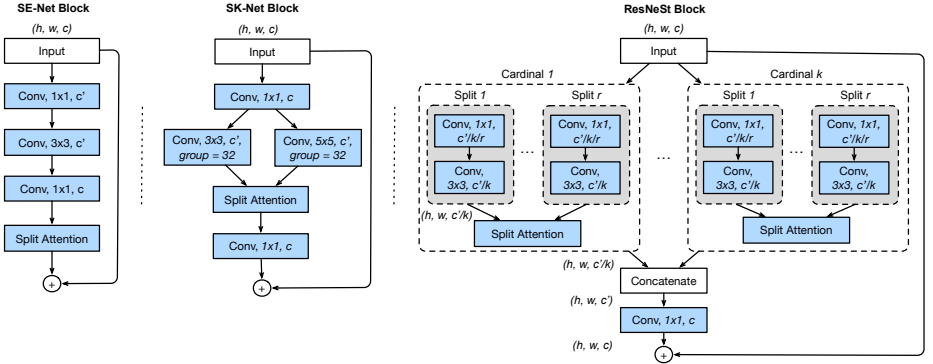 SE-Net Block
(h, w, c)
Input
Conv, 1x1, c'
Conv, 3x3, c'
Conv, 1x1, c
Split Attention
+
SK-Net Block
(h, w, c)
Input
Conv, 1x1, c
Conv, 3x3, c',
group = 32
Conv, 5x5, c',
group = 32
Split Attention
Conv, 1x1, c
+
ResNeSt Block
(h, w, c)
Input
Cardinal 1
Split 1
Conv, 1x1,
c'/k/r
Conv,
3x3, c'/k
...
Split r
Conv, 1x1,
c'/k/r
Conv,
3x3, c'/k
(h, w, c'/k)
Split Attention
...
Cardinal k
Split 1
Conv, 1x1,
c'/k/r
Conv,
3x3, c'/k
...
Split r
Conv, 1x1,
c'/k/r
Conv,
3x3, c'/k
Split Attention
(h, w, c'/k)
Concatenate
(h, w, c')
Conv, 1x1, c
(h, w, c)
+